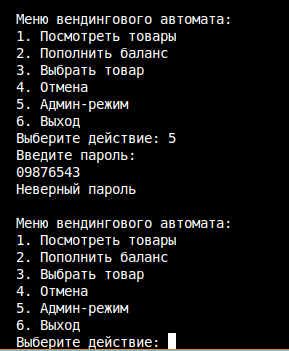 Меню вендингового автомата:
1. Посмотреть товары
2. Пополнить баланс
3. Выбрать товар
4. Отмена
5. Админ-режим
6. Выход
Выберите действие: 5
Введите пароль:
09876543
Неверный пароль
Меню вендингового автомата:
1. Посмотреть товары
2. Пополнить баланс
3. Выбрать товар
4. Отмена
5. Админ-режим
6. Выход
Выберите действие: